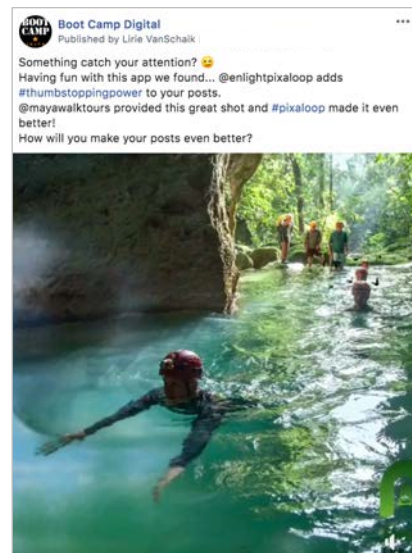 BOOT
CAMP
Boot Camp Digital
Published by Lirie VanSchaik
Something catch your attention? 😉
Having fun with this app we found... @enlightpixaloop adds
#thumbstoppingpower to your posts.
@mayawalktours provided this great shot and #pixaloop made it even
better!
How will you make your posts even better?